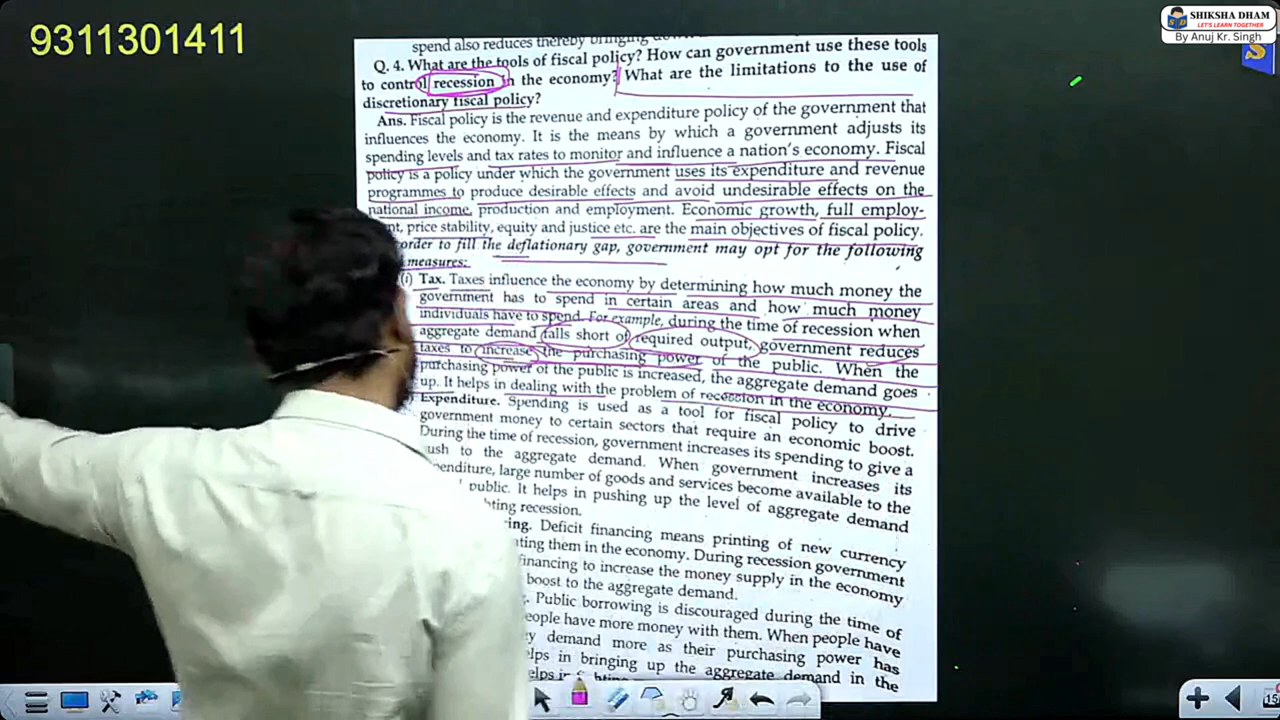 9311301411
SHIKSHA DHAM
LET'S LEARN TOGETHER
By Anuj Kr. Singh
spend also reduces thereby bringing
Q. 4. What are the tools of fiscal policy? How can government use these tools
to control recession in the economy? What are the limitations to the use of
discretionary fiscal policy?
Ans. Fiscal policy is the revenue and expenditure policy of the government that
influences the economy. It is the means by which a government adjusts its
spending levels and tax rates to monitor and influence a nation's economy. Fiscal
policy is a policy under which the government uses its expenditure and revenue
programmes to produce desirable effects and avoid undesirable effects on the
national income, production and employment. Economic growth, full employ-
nt, price stability, equity and justice etc. are the main objectives of fiscal policy.
order to fill the deflationary gap, government may opt for the following
measures:
(i) Tax. Taxes influence the economy by determining how much money the
government has to spend in certain areas and how much money
individuals have to spend. For example, during the time of recession when
aggregate demand falls short of required output, government reduces
taxes to increase the purchasing power of the public. When the
purchasing power of the public is increased, the aggregate demand goes
up. It helps in dealing with the problem of recession in the economy.
Expenditure. Spending is used as a tool for fiscal policy to drive
government money to certain sectors that require an economic boost.
During the time of recession, government increases its spending to give a
ush to the aggregate demand. When government increases its
penditure, large number of goods and services become available to the
public. It helps in pushing up the level of aggregate demand
hting recession.
ing. Deficit financing means printing of new currency
ting them in the economy. During recession government
financing to increase the money supply in the economy
boost to the aggregate demand.
. Public borrowing is discouraged during the time of
eople have more money with them. When people have
y demand more as their purchasing power has
elps in bringing up the aggregate demand in the